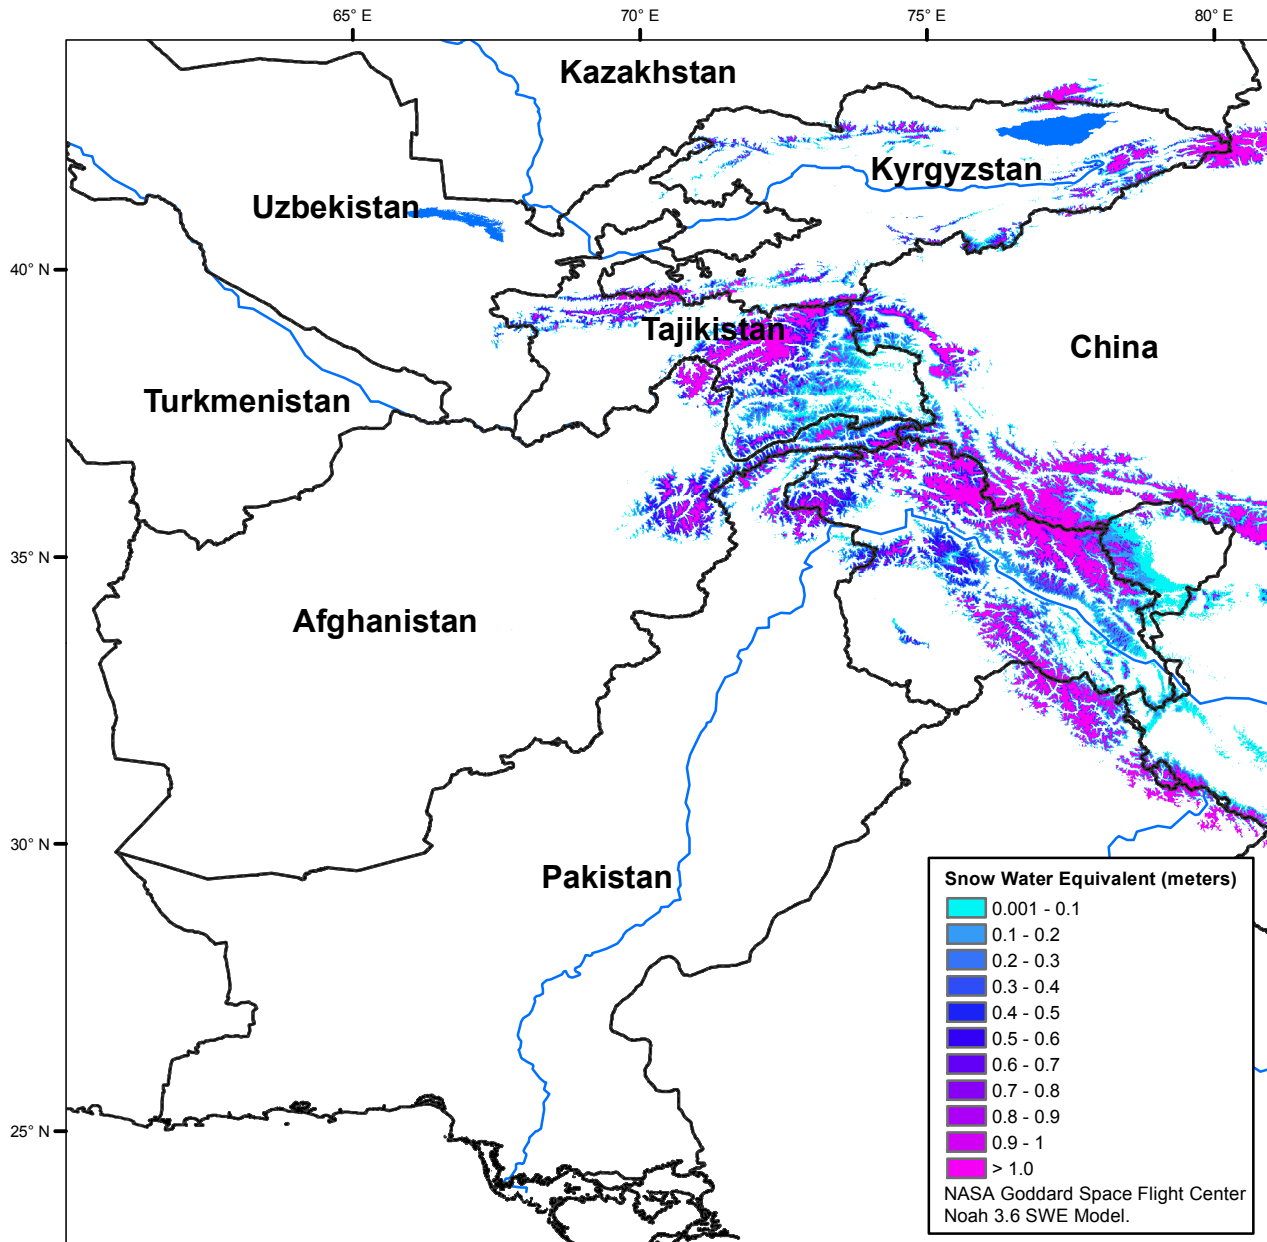 65° E
70° E
75° E
80° E
Kazakhstan
Kyrgyzstan
Uzbekistan
40° N
Tajikistan
China
Turkmenistan
35° N
Afghanistan
30° N
Pakistan
25° N
Snow Water Equivalent (meters)
0.001 - 0.1
0.1 - 0.2
0.2 - 0.3
0.3 - 0.4
0.4 - 0.5
0.5 - 0.6
0.6 - 0.7
0.7 - 0.8
0.8 - 0.9
0.9 - 1
> 1.0
NASA Goddard Space Flight Center
Noah 3.6 SWE Model.